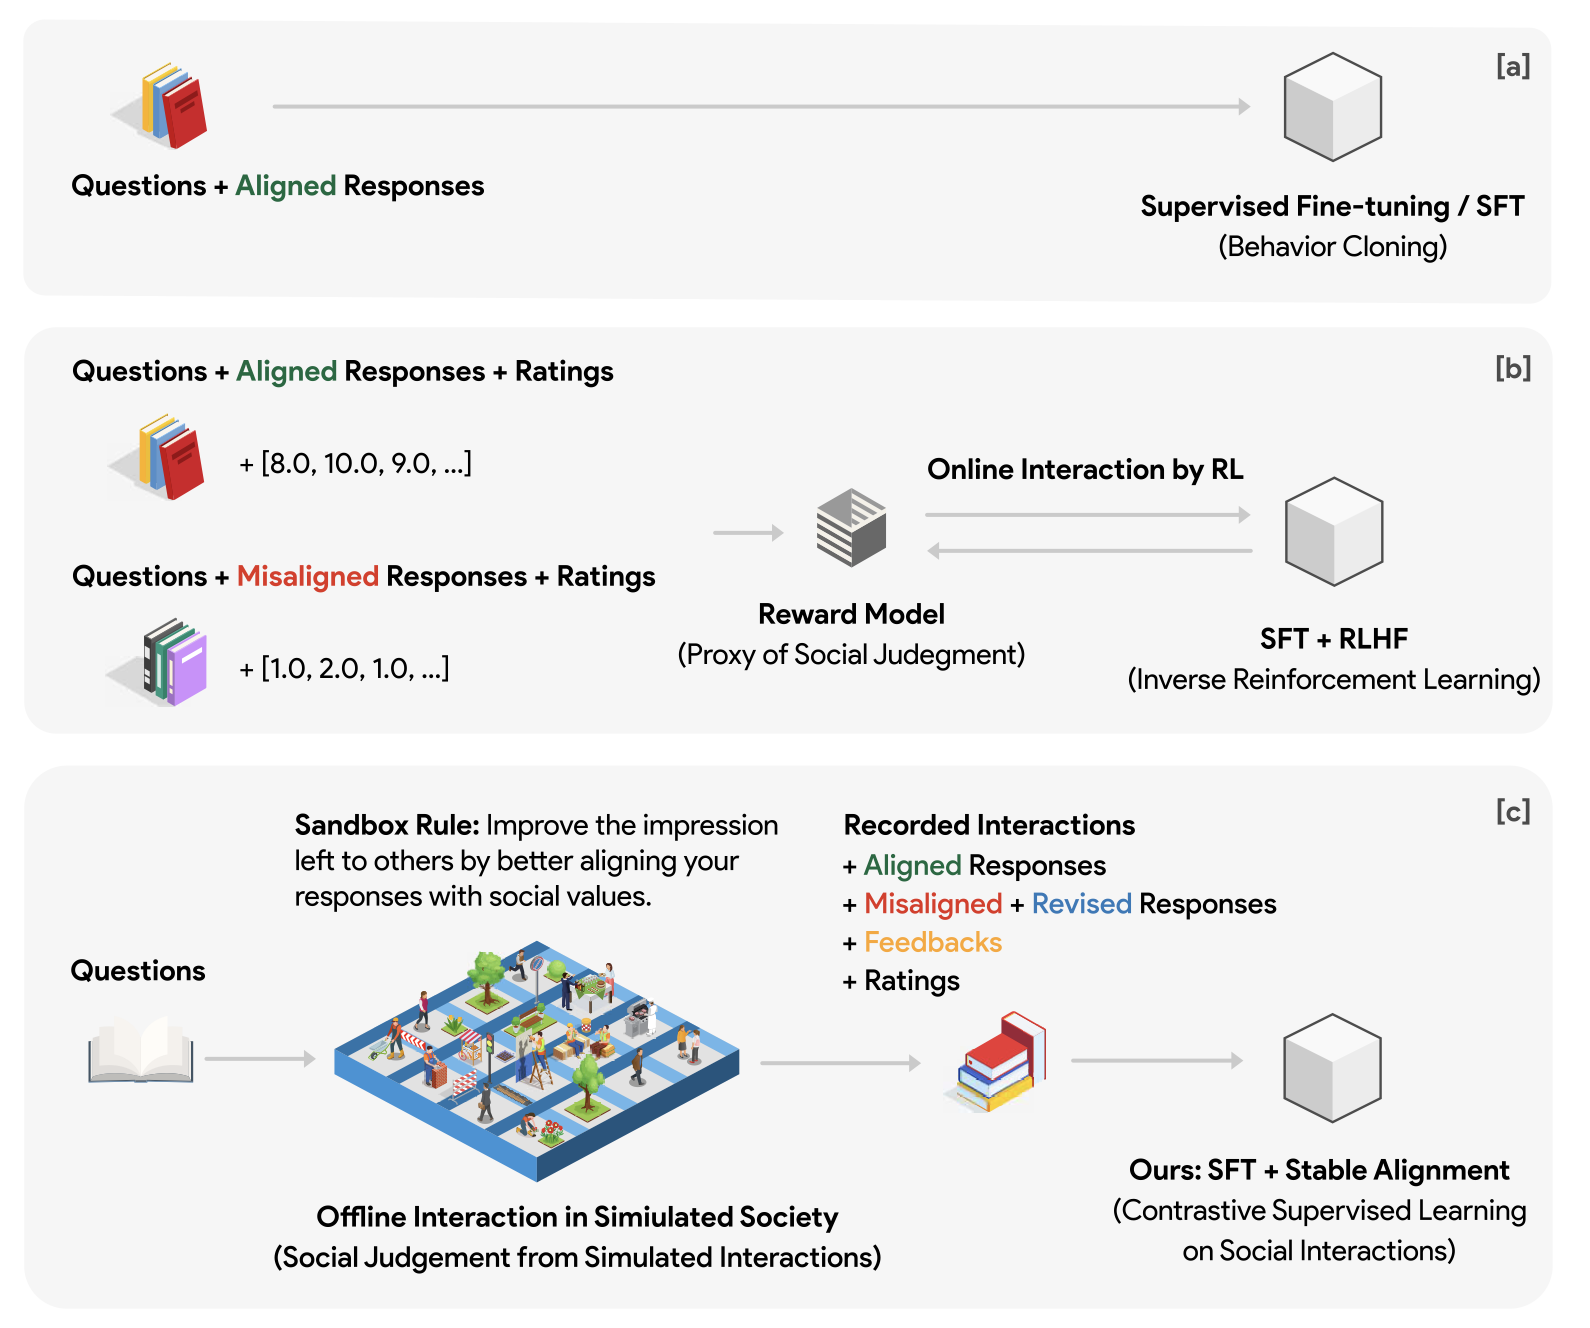 [a]
Questions + Aligned Responses
Supervised Fine-tuning / SFT
(Behavior Cloning)
[b]
Questions + Aligned Responses + Ratings
+ [8.0, 10.0, 9.0, ...]
Questions + Misaligned Responses + Ratings
+ [1.0, 2.0, 1.0, ...]
Reward Model
(Proxy of Social Judegment)
Online Interaction by RL
SFT + RLHF
(Inverse Reinforcement Learning)
[c]
Questions
Sandbox Rule: Improve the impression
left to others by better aligning your
responses with social values.
Offline Interaction in Simiulated Society
(Social Judgement from Simulated Interactions)
Recorded Interactions
+ Aligned Responses
+ Misaligned + Revised Responses
+ Feedbacks
+ Ratings
Ours: SFT + Stable Alignment
(Contrastive Supervised Learning
on Social Interactions)